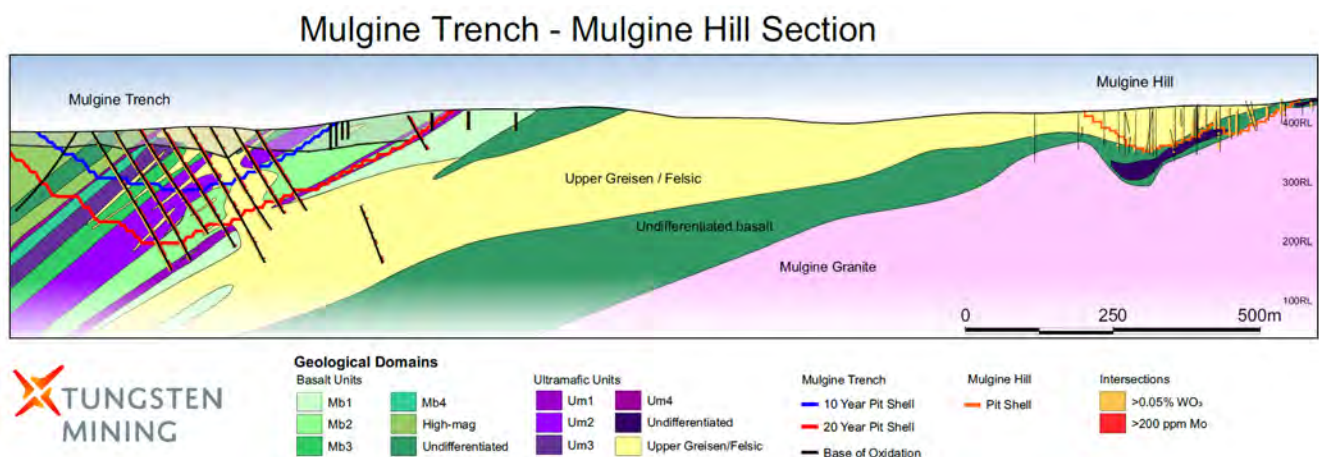 Mulgine Trench - Mulgine Hill Section
Mulgine Trench
Mulgine Hill
400RL
Upper Greisen / Felsic
300RL
Undifferentiated basalt
200RL
Mulgine Granite
100RL
0 250 500m
TUNGSTEN
MINING
Geological Domains
Basalt Units
Mb1
Mb2
Mb3
Mb4
High-mag
Undifferentiated
Ultramafic Units
Um1
Um2
Um3
Um4
Undifferentiated
Upper Greisen/Felsic
Mulgine Trench
10 Year Pit Shell
20 Year Pit Shell
Base of Oxidation
Mulgine Hill
Pit Shell
Intersections
>0.05% WO₃
>200 ppm Mo